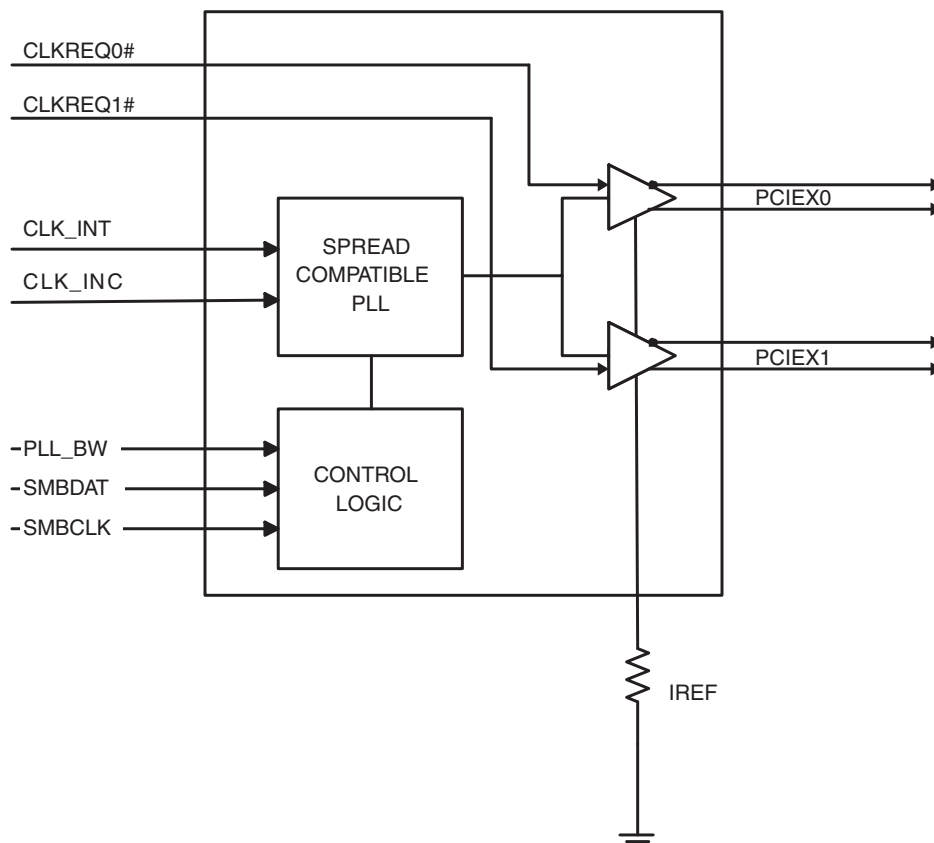 CLKREQ0#
CLKREQ1#
PCIEX0
CLK_INT
SPREAD
COMPATIBLE
PLL
CLK_INC
PCIEX1
PLL_BW
SMBDAT
SMBCLK
CONTROL
LOGIC
IREF